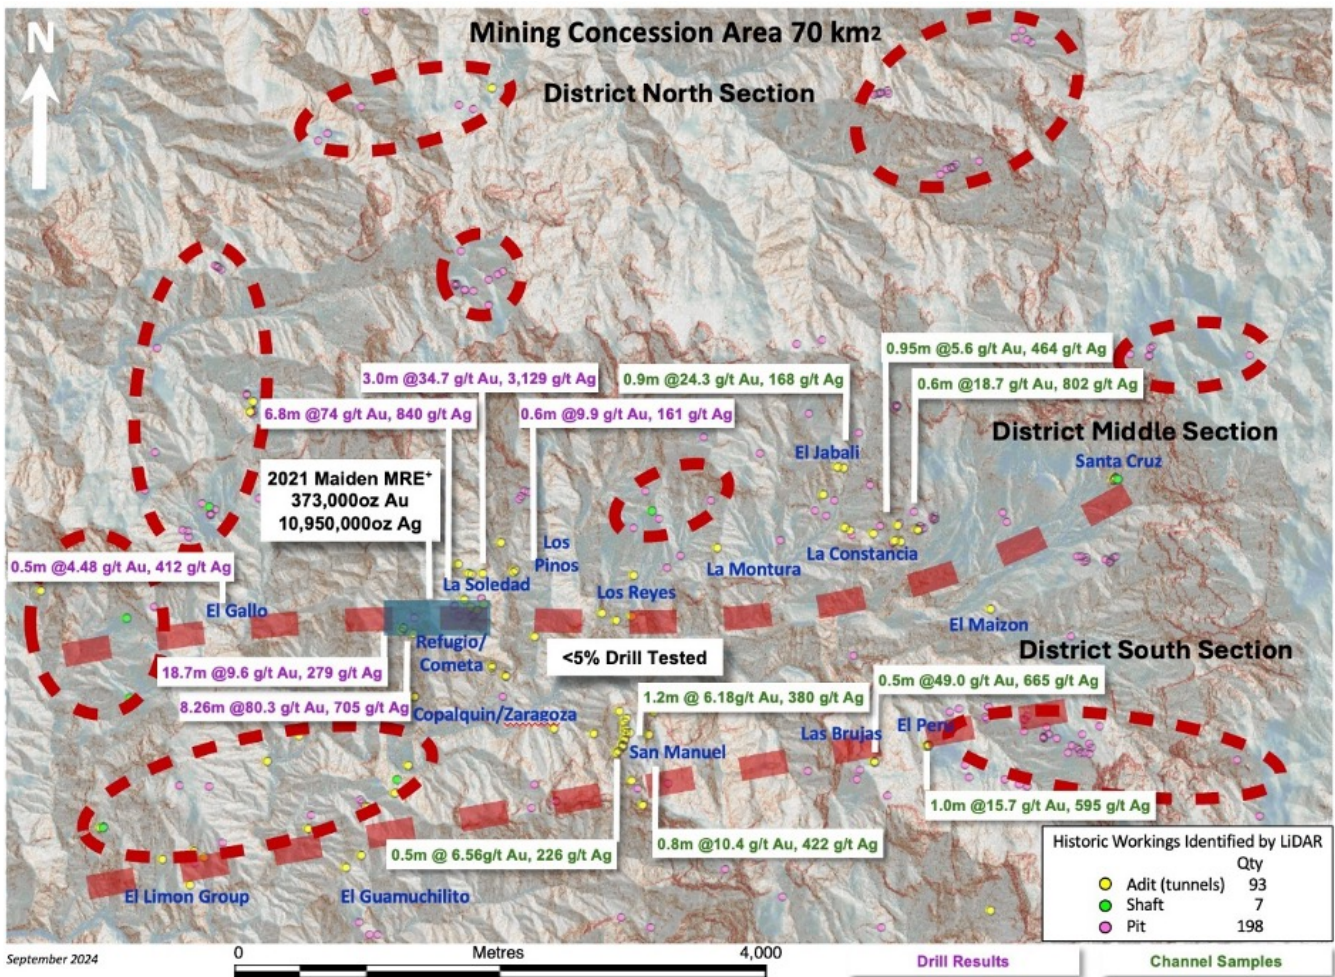 Mining Concession Area 70 km²
N
District North Section
0.95m @5.6 g/t Au, 464 g/t Ag
3.0m @34.7 g/t Au, 3,129 g/t Ag
0.9m @24.3 g/t Au, 168 g/t Ag
0.6m @18.7 g/t Au, 802 g/t Ag
6.8m @74 g/t Au, 840 g/t Ag
0.6m @9.9 g/t Au, 161 g/t Ag
District Middle Section
El Jabali
Santa Cruz
2021 Maiden MRE⁺
373,000oz Au
10,950,000oz Ag
Los
Pinos
La Constancia
0.5m @4.48 g/t Au, 412 g/t Ag
La Montura
La Soledad
Los Reyes
El Gallo
El Maizon
Refugio/
Cometa
<5% Drill Tested
District South Section
18.7m @9.6 g/t Au, 279 g/t Ag
0.5m @49.0 g/t Au, 665 g/t Ag
1.2m @ 6.18g/t Au, 380 g/t Ag
8.26m @80.3 g/t Au, 705 g/t Ag
Copalquin/Zaragoza
El Peru
Las Brujas
San Manuel
1.0m @15.7 g/t Au, 595 g/t Ag
0.8m @10.4 g/t Au, 422 g/t Ag
0.5m @ 6.56g/t Au, 226 g/t Ag
El Limon Group
El Guamuchilito
Historic Workings Identified by LiDAR
Qty
Adit (tunnels) 93
Shaft 7
Pit 198
September 2024
0 Metres 4,000
Drill Results
Channel Samples